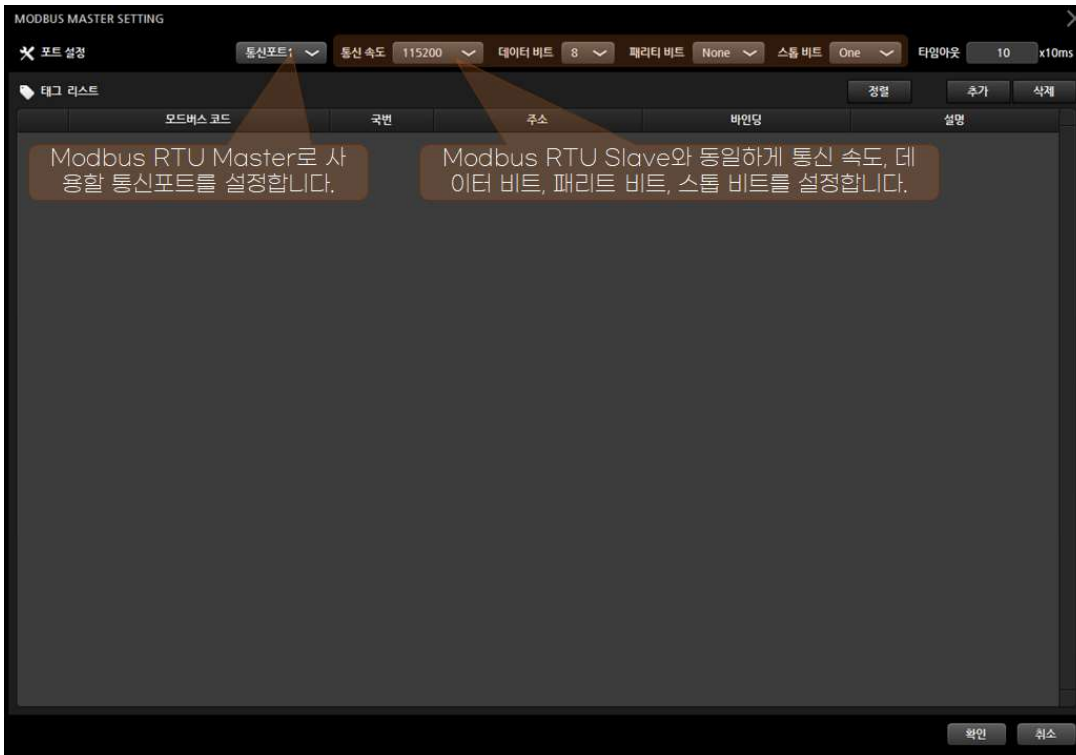 MODBUS MASTER SETTING
포트 설정 통신포트1 통신 속도 115200 데이터 비트 8 패리티 비트 None 스톱 비트 One 타임아웃 10 x10ms
태그 리스트 정렬 추가 삭제
모드버스 코드 국번 주소 바인딩 설명
Modbus RTU Master로 사
용할 통신포트를 설정합니다.
Modbus RTU Slave와 동일하게 통신 속도, 데
이터 비트, 패리트 비트, 스톱 비트를 설정합니다.
확인 취소